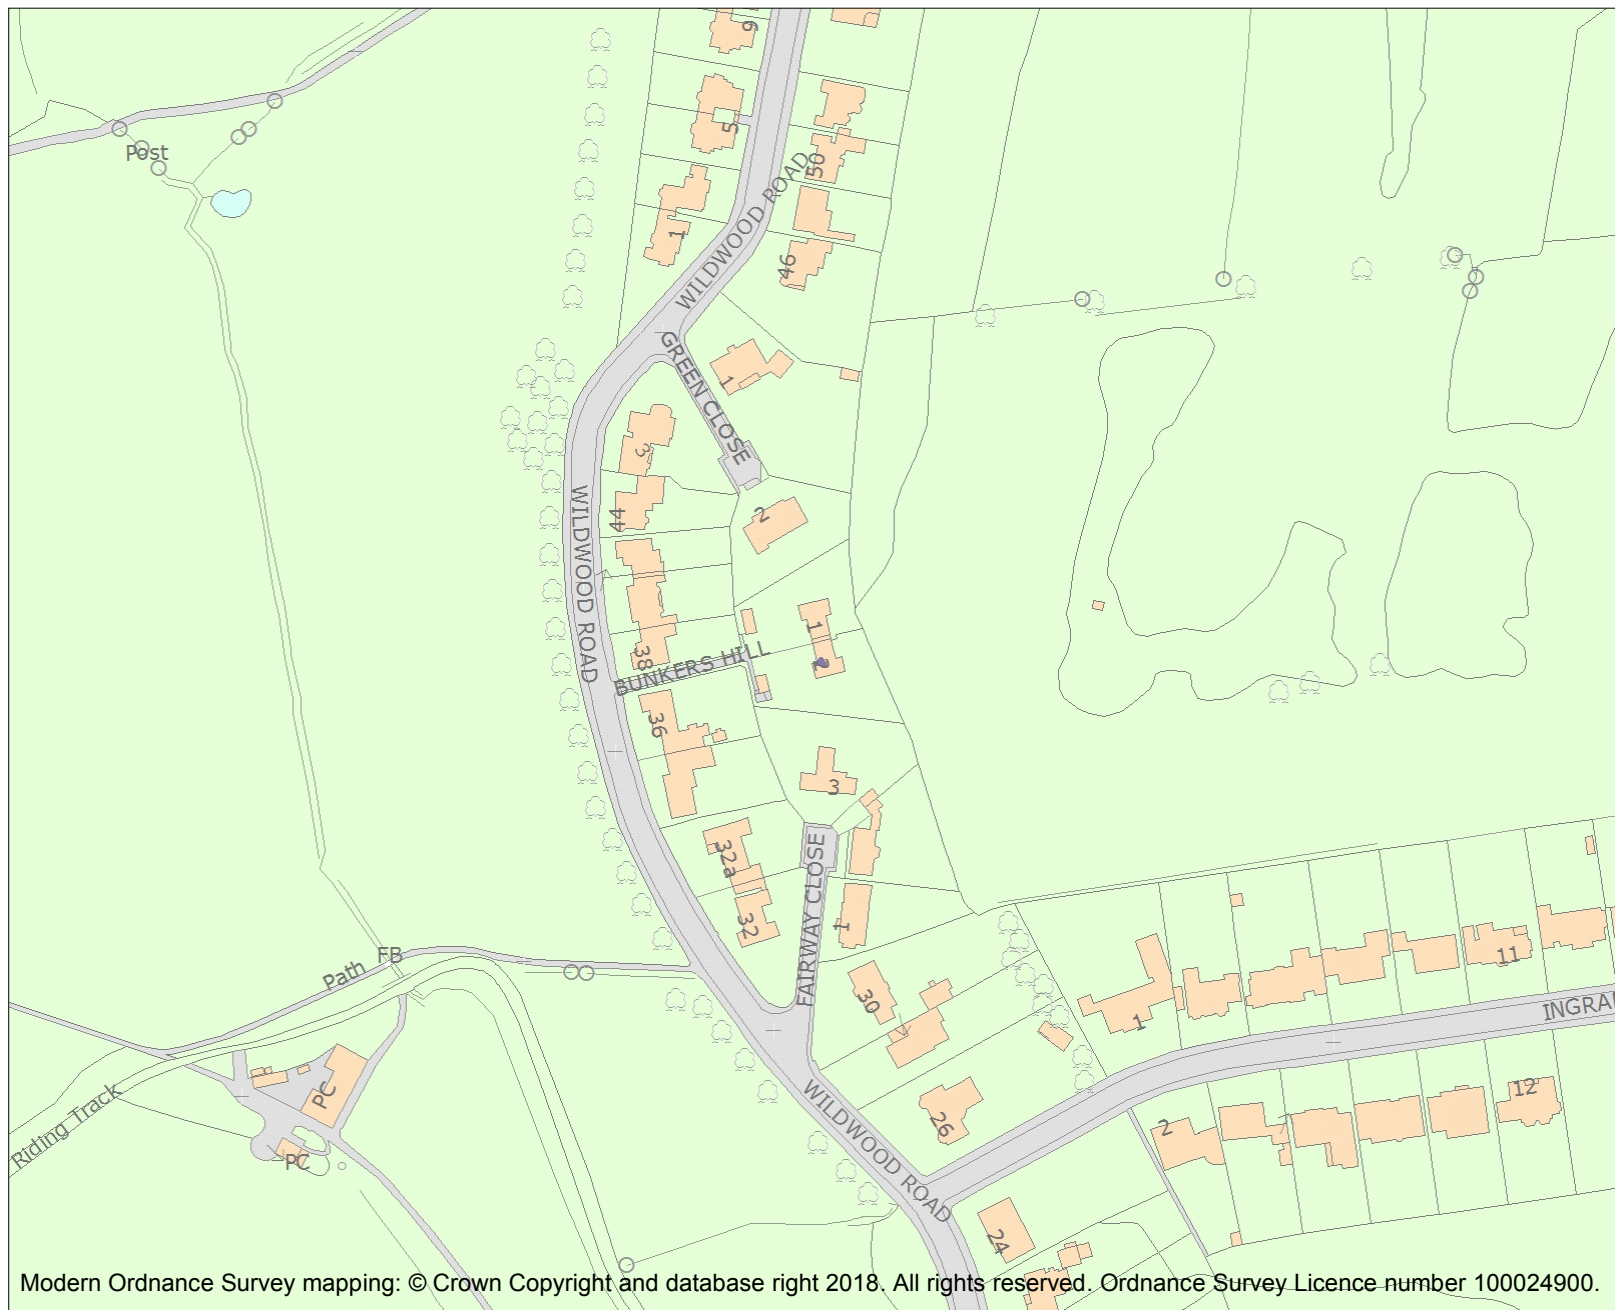 9
5
Post
50
WILDWOOD ROAD
1
46
GREEN CLOSE
1
3
44
2
WILDWOOD ROAD
1
38
BUNKERS HILL
2
36
3
32a
FAIRWAY CLOSE
32
1
Path FB
30
11
INGRA
1
PC
Riding Track
PC
WILDWOOD ROAD
26
2
12
24
Modern Ordnance Survey mapping: © Crown Copyright and database right 2018. All rights reserved. Ordnance Survey Licence number 100024900.